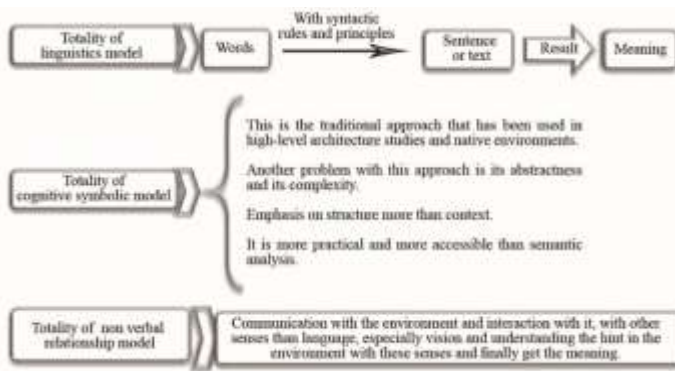 Totality of
linguistics model
Words
With syntactic
rules and principles
Sentence
or text
Result
Meaning
Totality of
cognitive symbolic model
This is the traditional approach that has been used in
high-level architecture studies and native environments.
Another problem with this approach is its abstractness
and its complexity.
Emphasis on structure more than context.
It is more practical and more accessible than semantic
analysis.
Totality of non verbal
relationship model
Communication with the environment and interaction with it, with other
senses than language, especially vision and understanding the hint in the
environment with these senses and finally get the meaning.